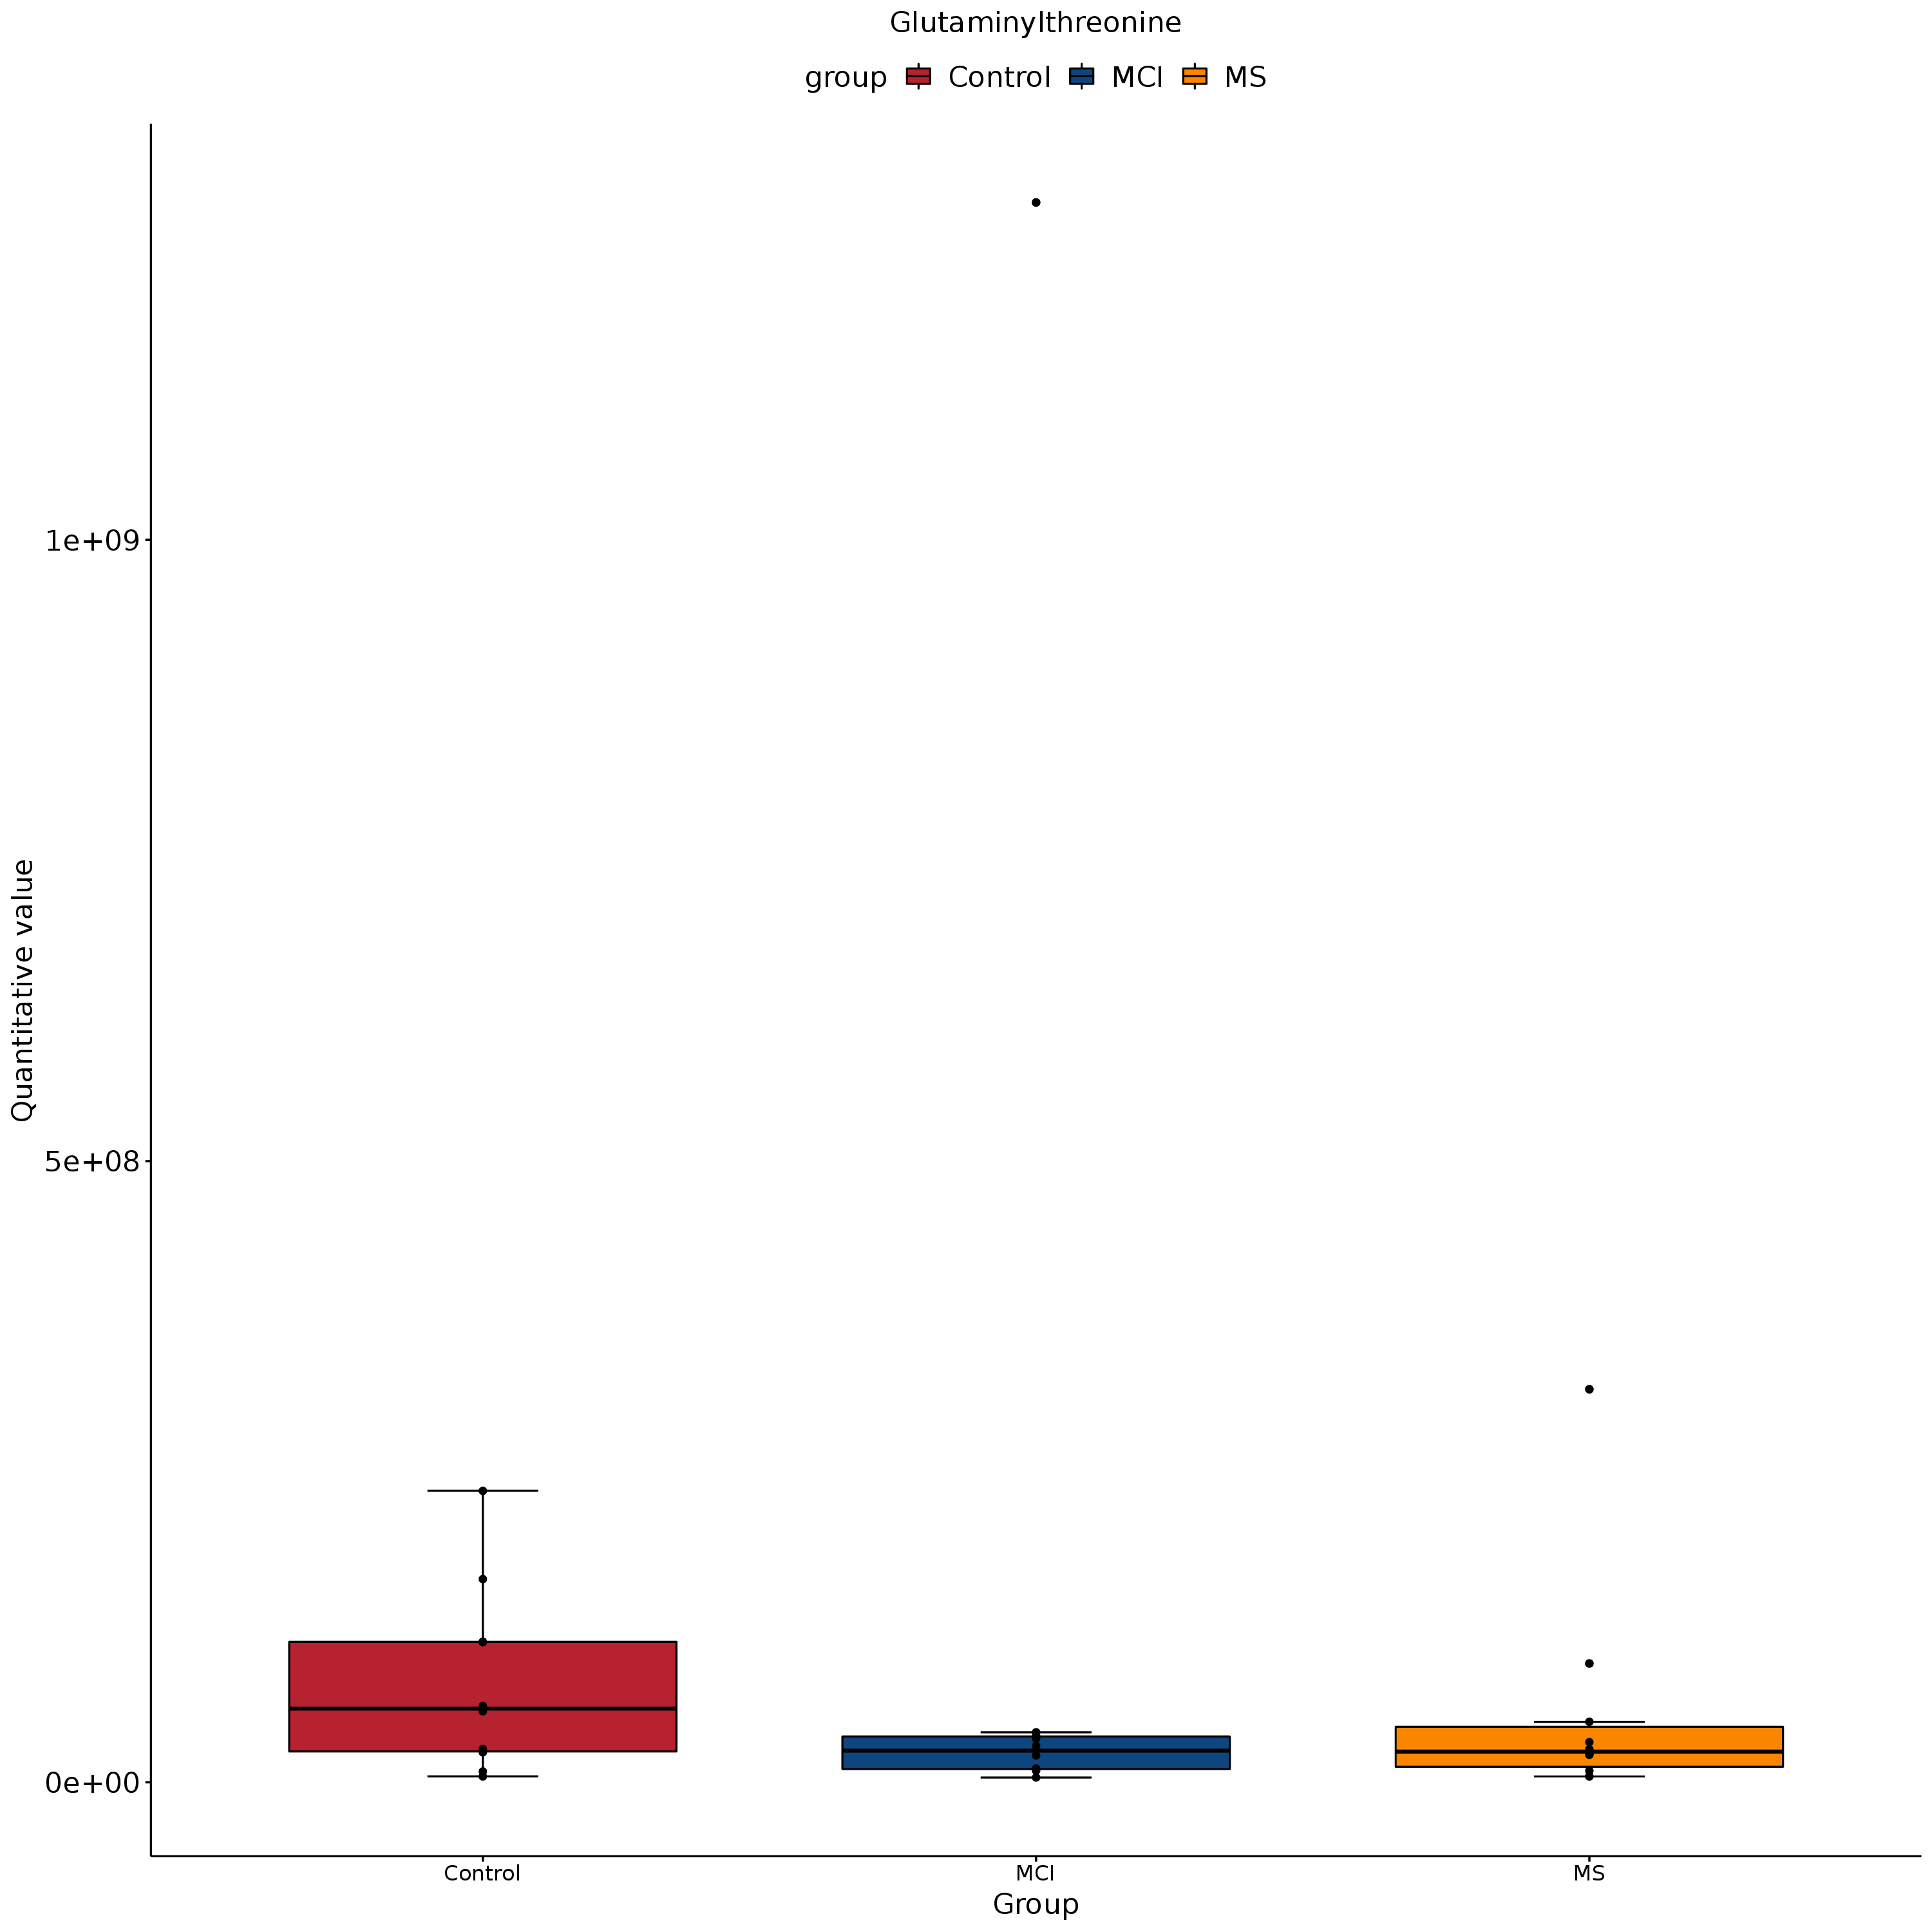 Glutaminylthreonine
group Control MCI MS
1e+09
5e+08
0e+00
Quantitative value
Control MCI MS
Group